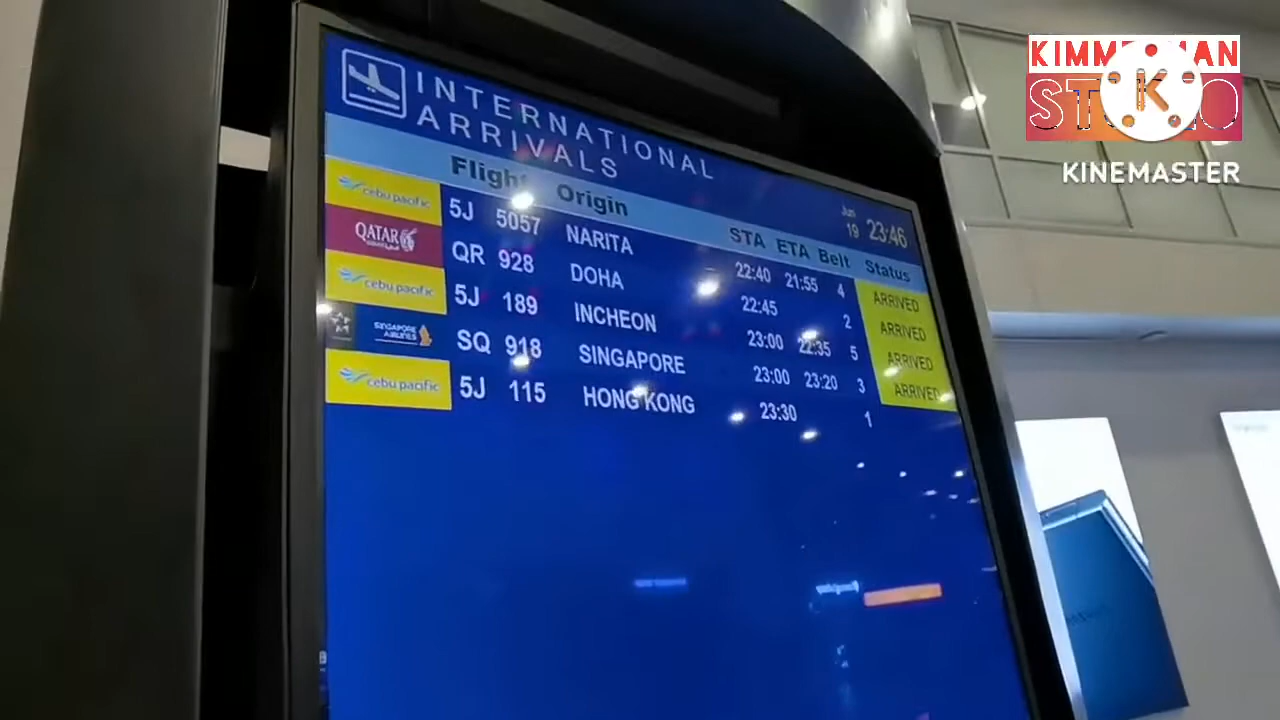 KIMMERMAN
STUDIO
KINEMASTER
INTERNATIONAL
ARRIVALS
Jun
19 23:46
Flight Origin STA ETA Belt Status
cebu pacific 5J 5057 NARITA 22:40 21:55 4 ARRIVED
QATAR QR 928 DOHA 22:45 2 ARRIVED
cebu pacific 5J 189 INCHEON 23:00 22:35 5 ARRIVED
SINGAPORE AIRLINES SQ 918 SINGAPORE 23:00 23:20 3 ARRIVED
cebu pacific 5J 115 HONG KONG 23:30 1